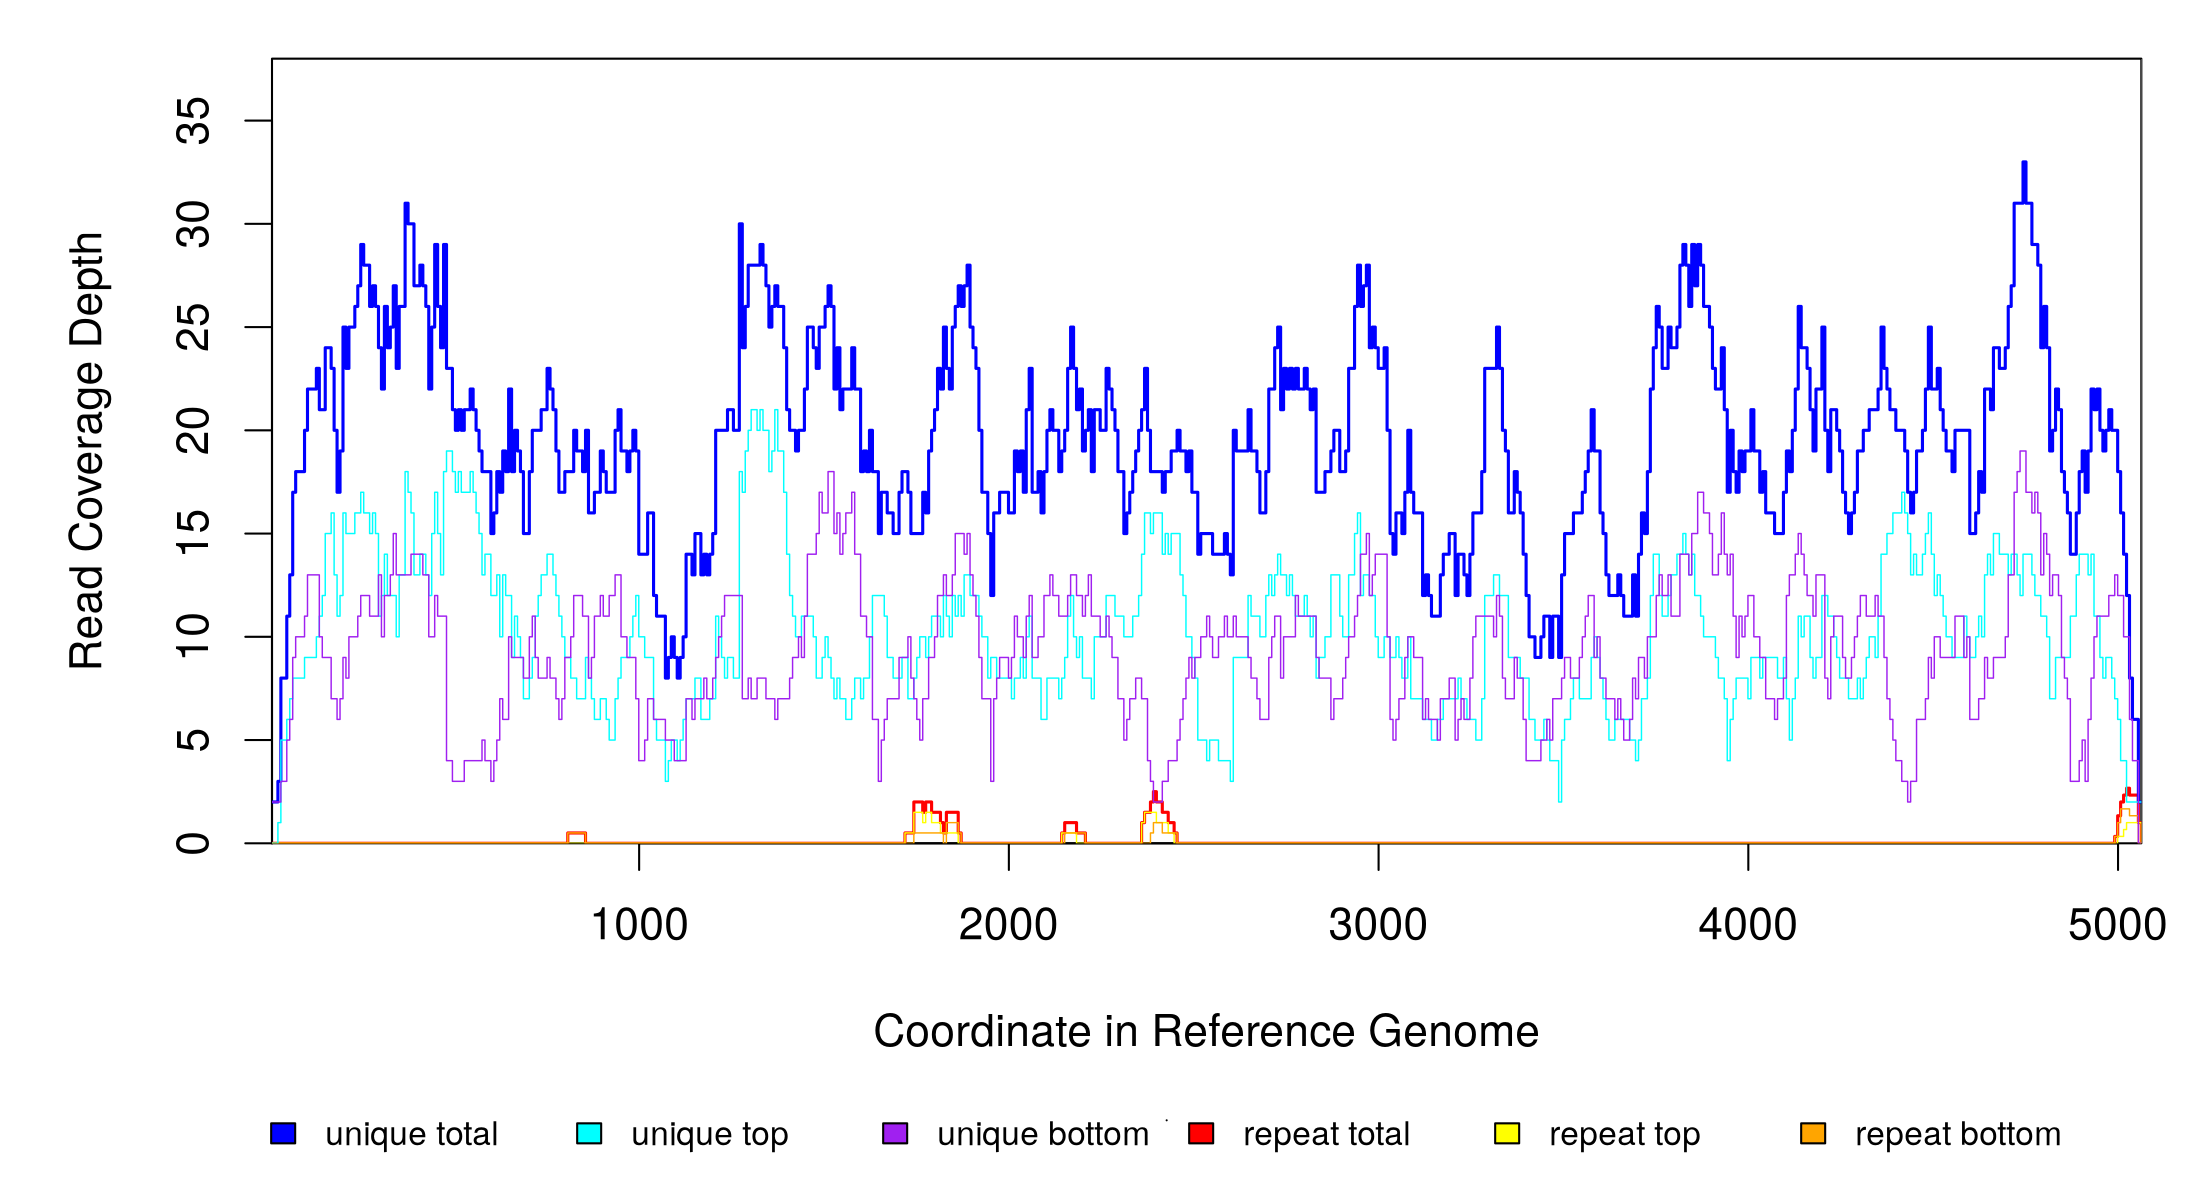 Read Coverage Depth
35
30
25
20
15
10
5
0
1000 2000 3000 4000 5000
Coordinate in Reference Genome
unique total unique top unique bottom repeat total repeat top repeat bottom